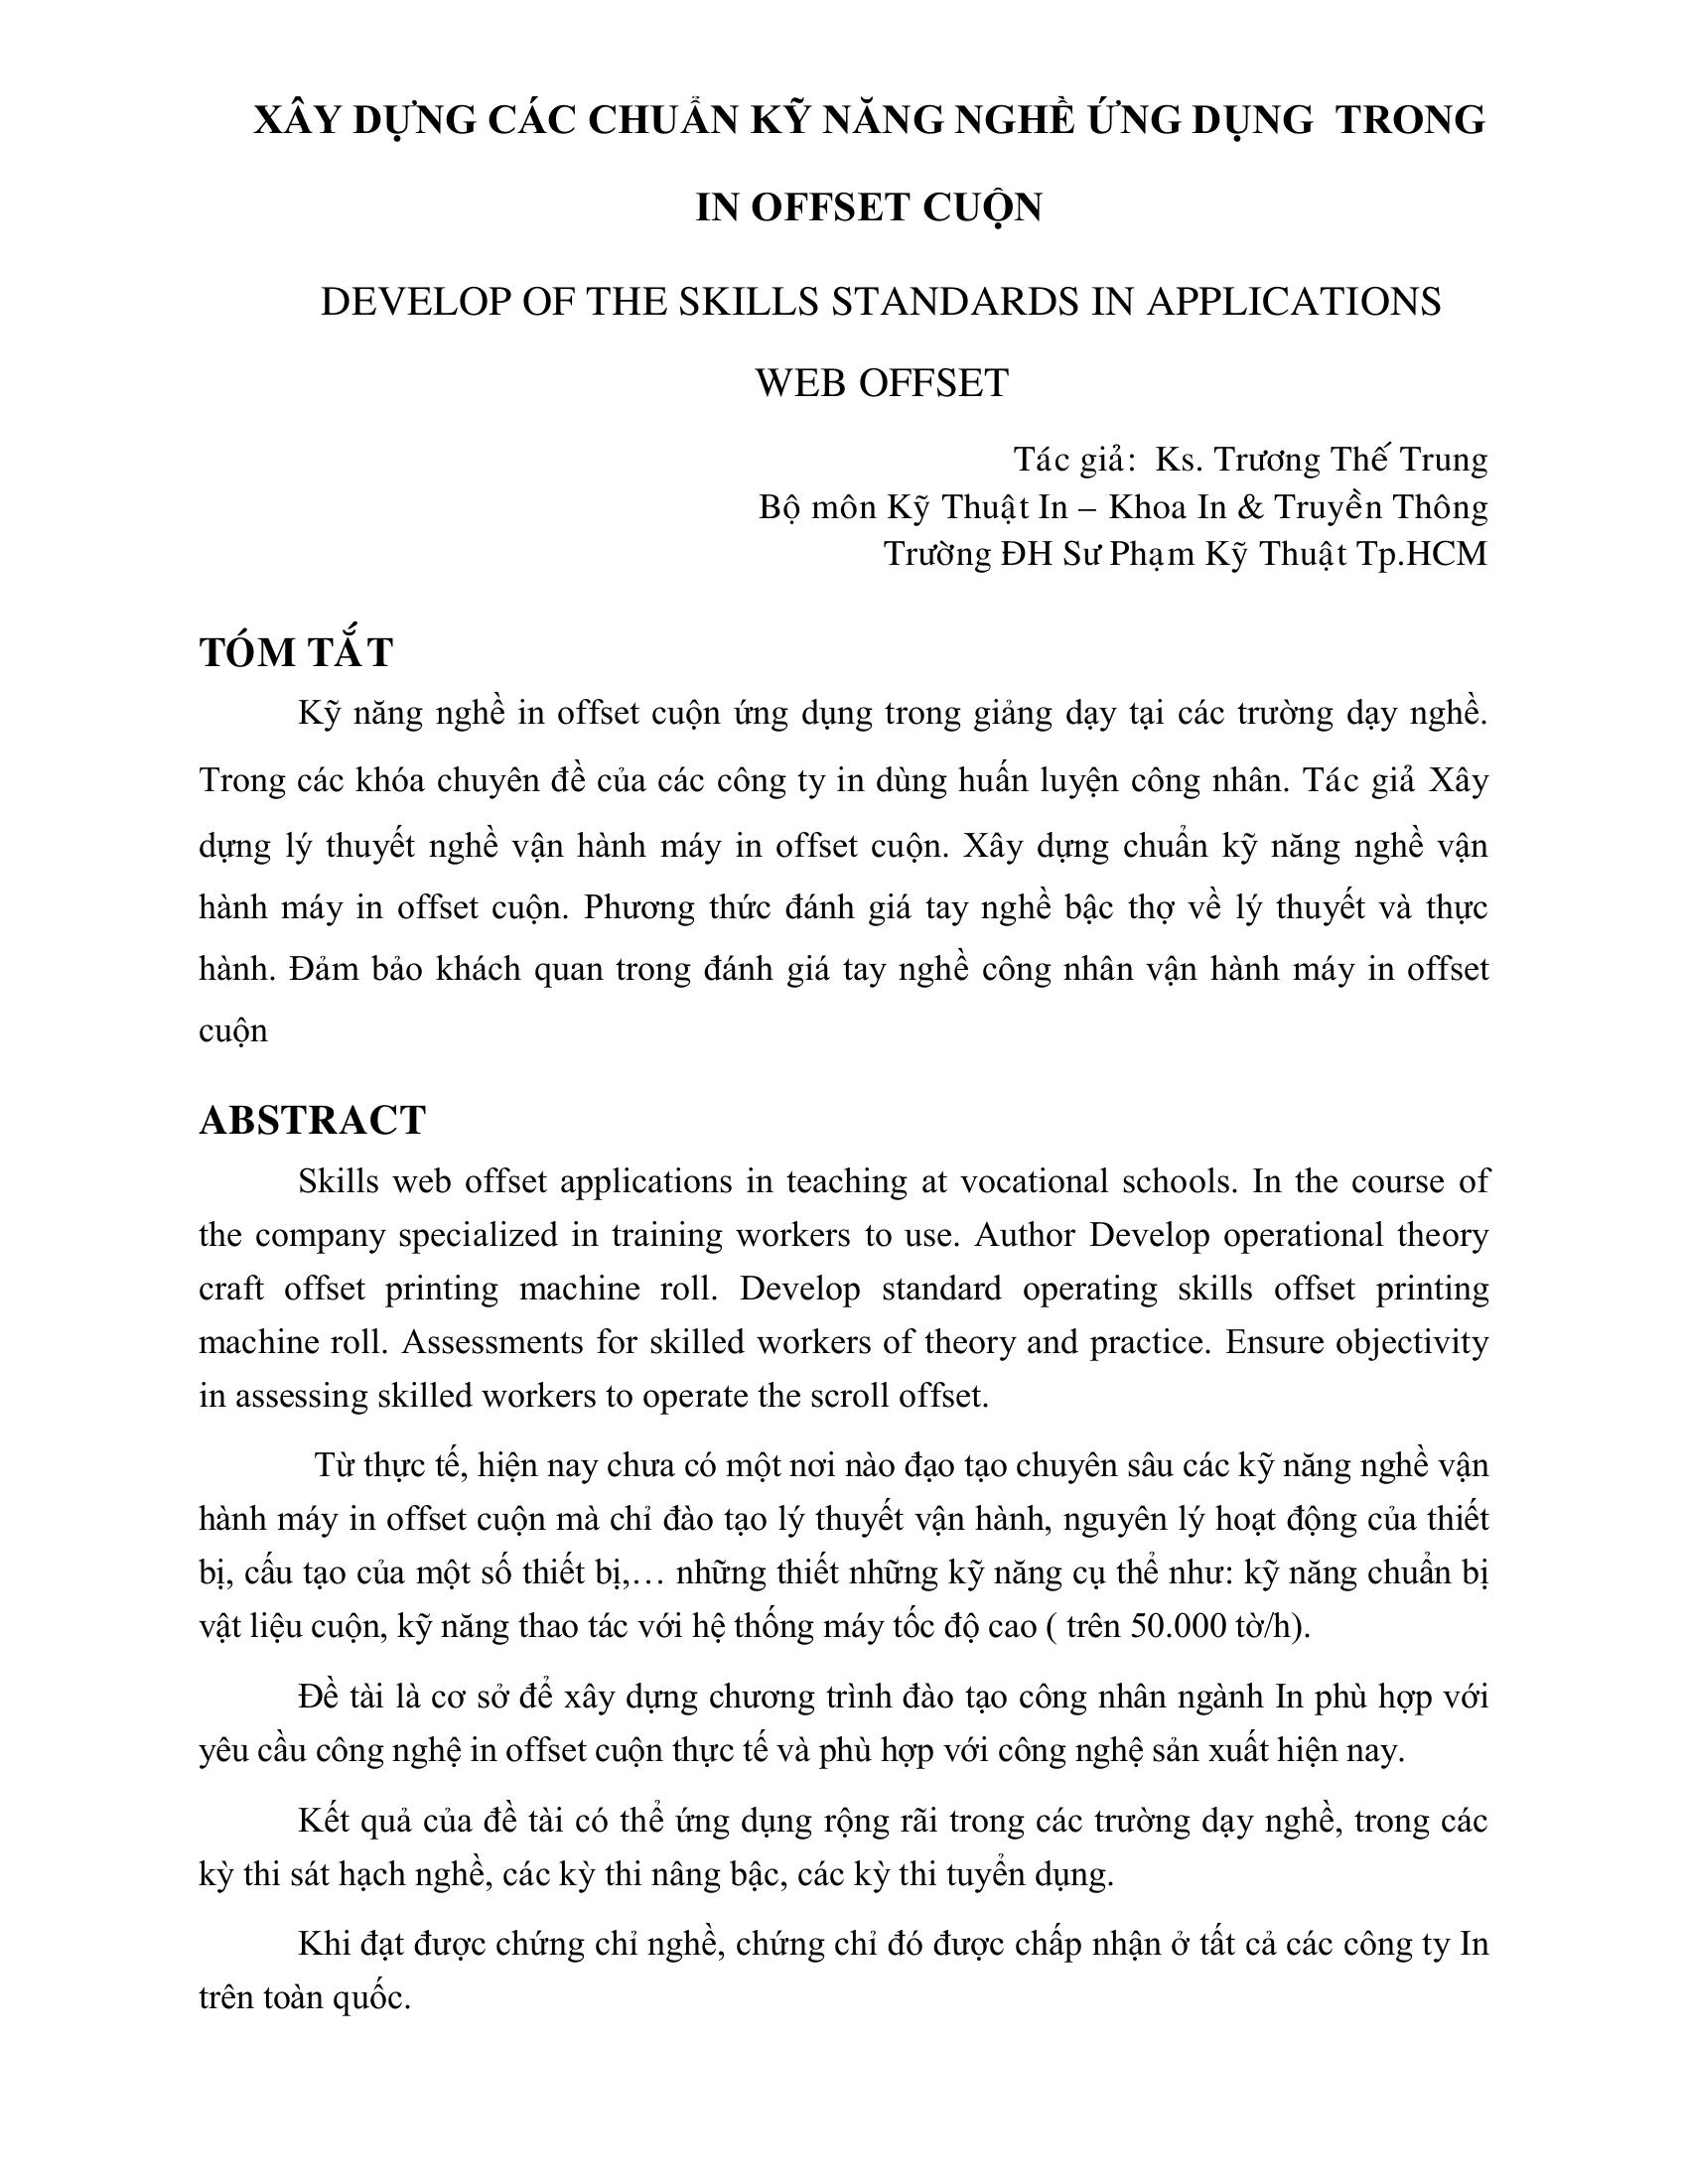 XÂY DỰNG CÁC CHUẨN KỸ NĂNG NGHỀ ỨNG DỤNG TRONG
IN OFFSET CUỘN
DEVELOP OF THE SKILLS STANDARDS IN APPLICATIONS
WEB OFFSET
Tác giả: Ks. Trương Thế Trung
Bộ môn Kỹ Thuật In – Khoa In & Truyền Thông
Trường ĐH Sư Phạm Kỹ Thuật Tp.HCM
TÓM TẮT
Kỹ năng nghề in offset cuộn ứng dụng trong giảng dạy tại các trường dạy nghề.
Trong các khóa chuyên đề của các công ty in dùng huấn luyện công nhân. Tác giả Xây
dựng lý thuyết nghề vận hành máy in offset cuộn. Xây dựng chuẩn kỹ năng nghề vận
hành máy in offset cuộn. Phương thức đánh giá tay nghề bậc thợ về lý thuyết và thực
hành. Đảm bảo khách quan trong đánh giá tay nghề công nhân vận hành máy in offset
cuộn
ABSTRACT
Skills web offset applications in teaching at vocational schools. In the course of
the company specialized in training workers to use. Author Develop operational theory
craft offset printing machine roll. Develop standard operating skills offset printing
machine roll. Assessments for skilled workers of theory and practice. Ensure objectivity
in assessing skilled workers to operate the scroll offset.
Từ thực tế, hiện nay chưa có một nơi nào đạo tạo chuyên sâu các kỹ năng nghề vận
hành máy in offset cuộn mà chỉ đào tạo lý thuyết vận hành, nguyên lý hoạt động của thiết
bị, cấu tạo của một số thiết bị,… những thiết những kỹ năng cụ thể như: kỹ năng chuẩn bị
vật liệu cuộn, kỹ năng thao tác với hệ thống máy tốc độ cao ( trên 50.000 tờ/h).
Đề tài là cơ sở để xây dựng chương trình đào tạo công nhân ngành In phù hợp với
yêu cầu công nghệ in offset cuộn thực tế và phù hợp với công nghệ sản xuất hiện nay.
Kết quả của đề tài có thể ứng dụng rộng rãi trong các trường dạy nghề, trong các
kỳ thi sát hạch nghề, các kỳ thi nâng bậc, các kỳ thi tuyển dụng.
Khi đạt được chứng chỉ nghề, chứng chỉ đó được chấp nhận ở tất cả các công ty In
trên toàn quốc.